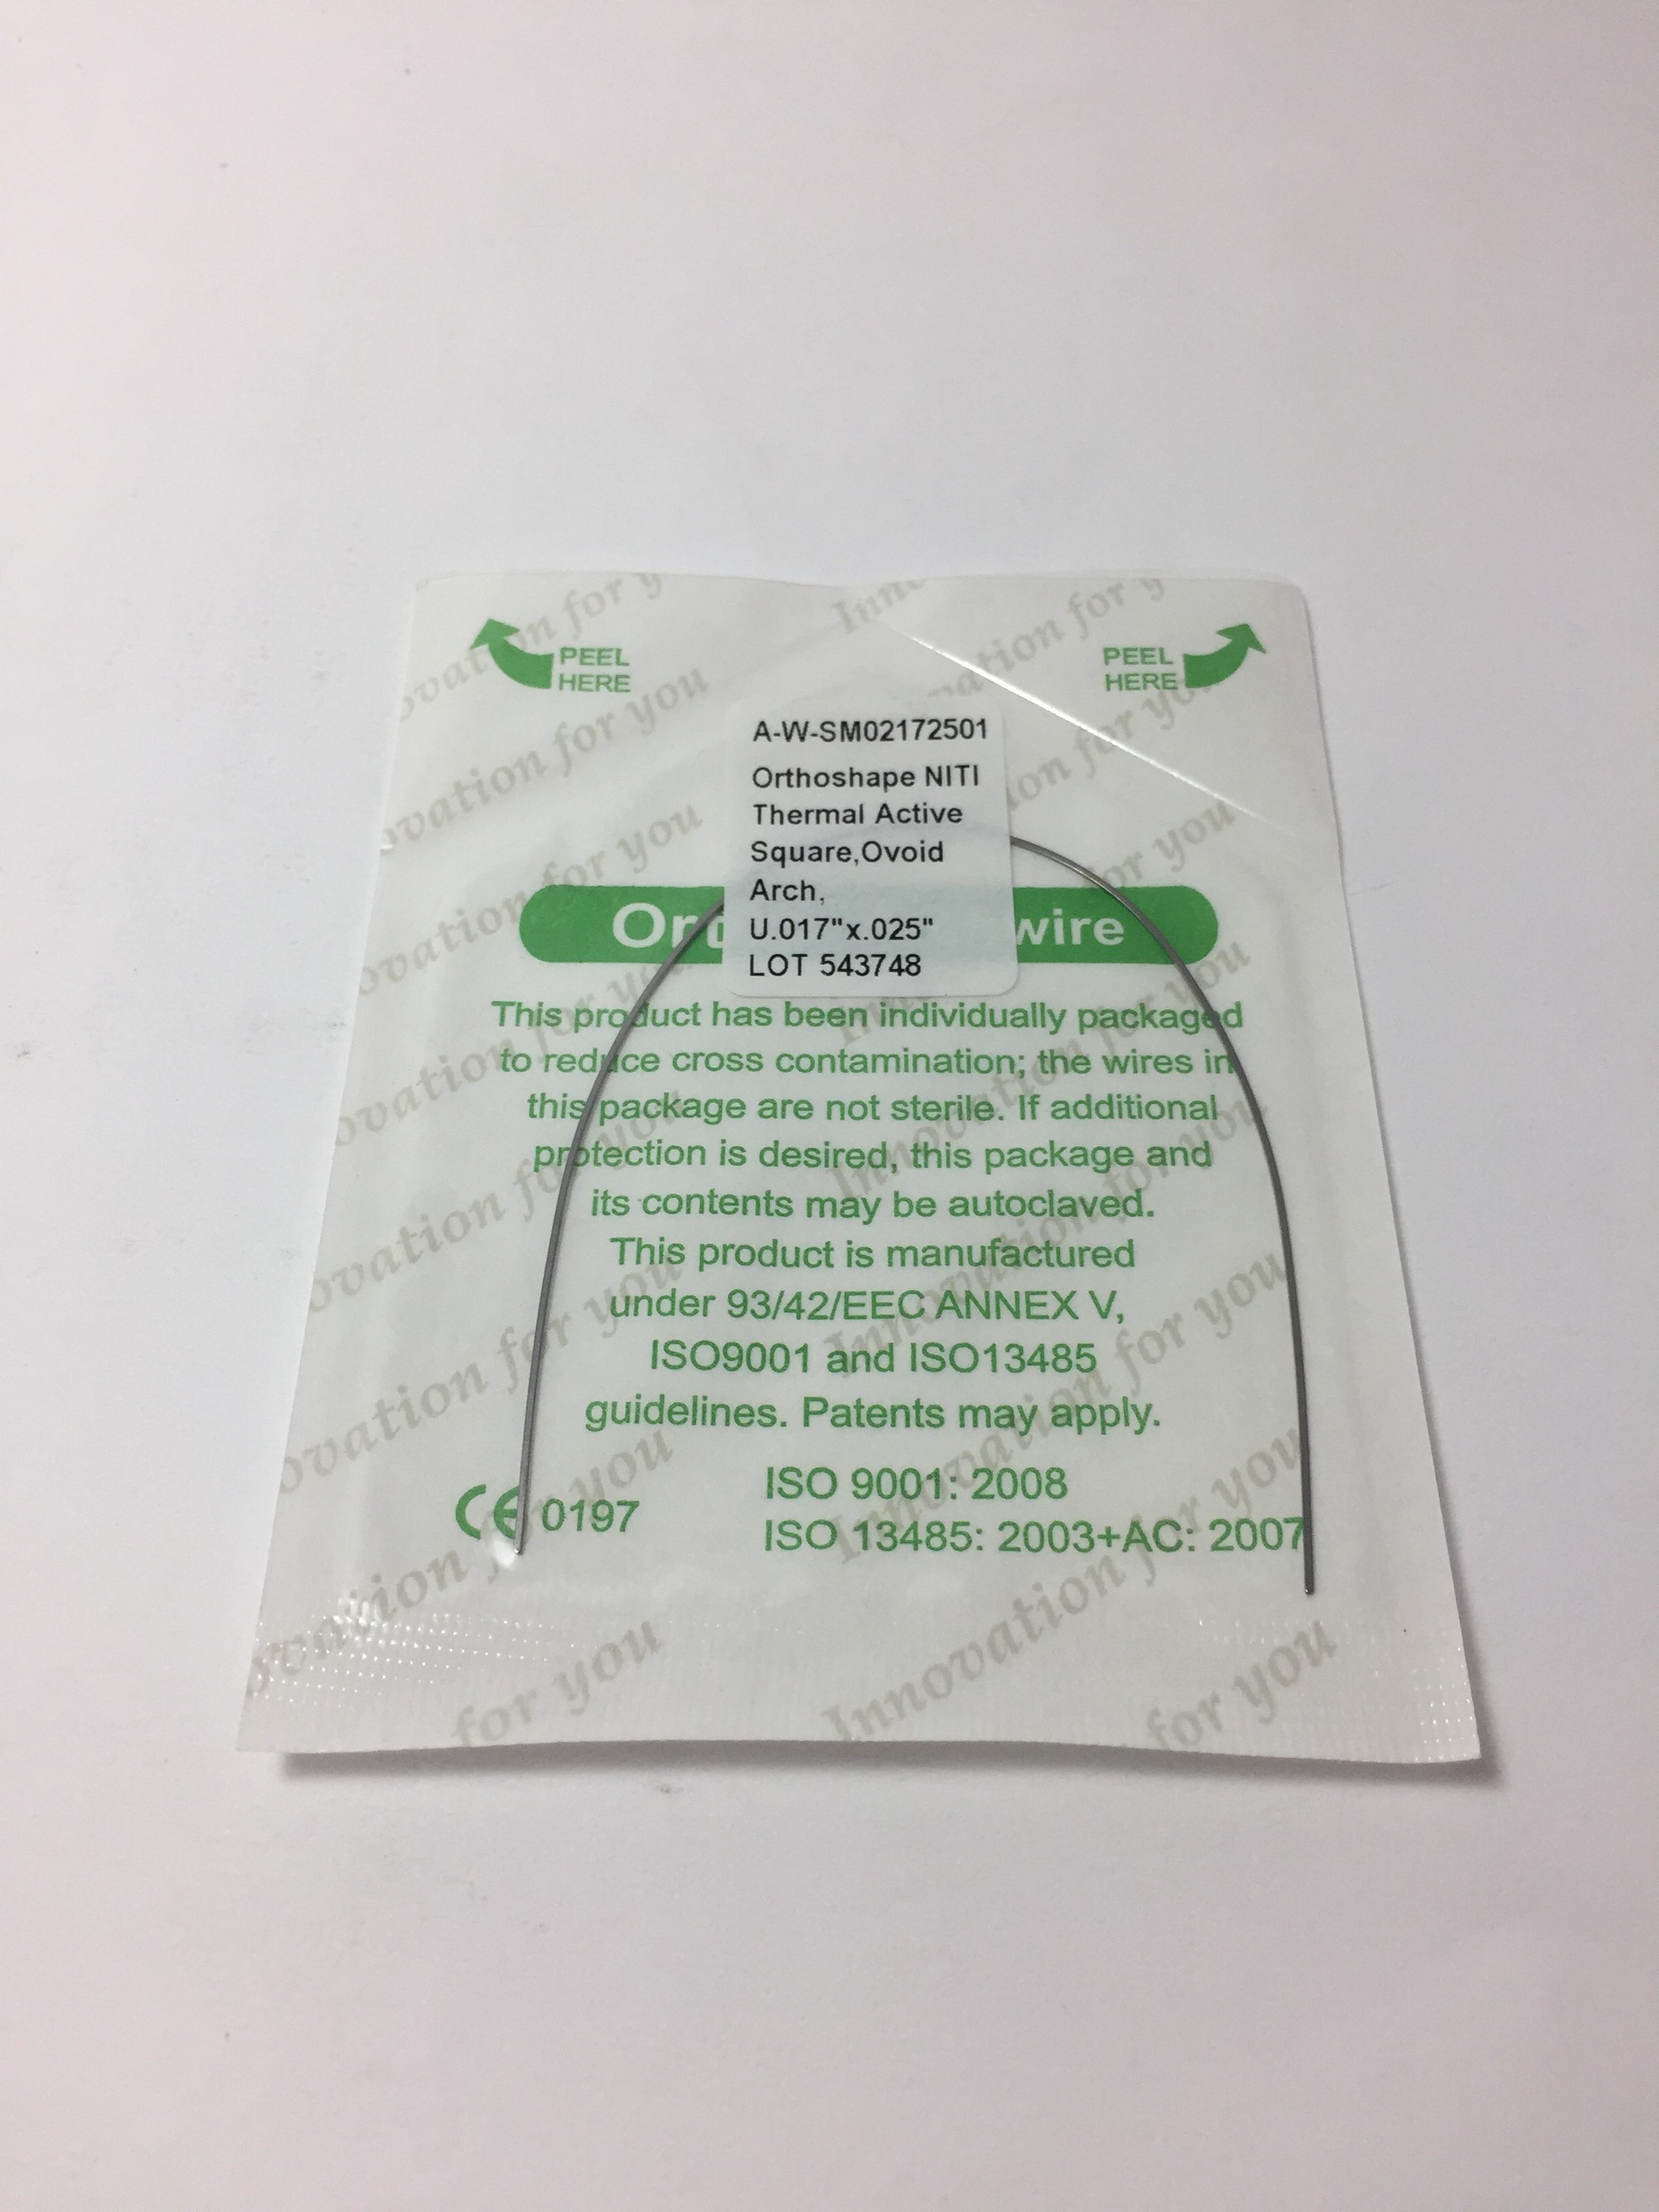 PEEL
HERE
PEEL
HERE
A-W-SM02172501
Orthoshape NITI
Thermal Active
Square,Ovoid
Arch,
U.017"x.025"
LOT 543748
wire
This product has been individually packaged
to reduce cross contamination; the wires in
this package are not sterile. If additional
protection is desired, this package and
its contents may be autoclaved.
This product is manufactured
under 93/42/EEC ANNEX V,
ISO9001 and ISO13485
guidelines. Patents may apply.
CE 0197
ISO 9001: 2008
ISO 13485: 2003+AC: 2007
Innovation for you
for you